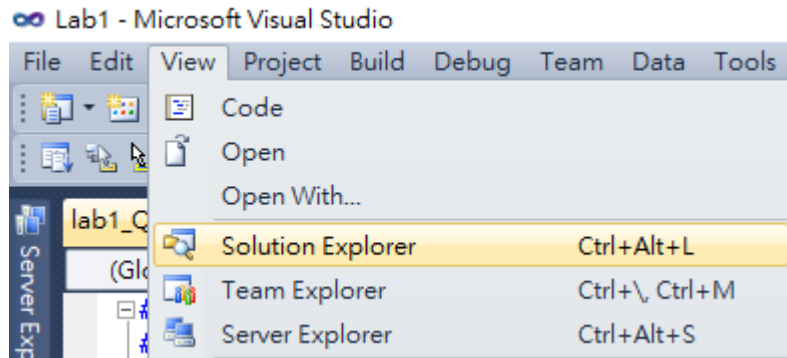 Lab1 - Microsoft Visual Studio
File Edit View Project Build Debug Team Data Tools
Code
Open
Open With...
lab1_Q
Solution Explorer Ctrl+Alt+L
(Glo
Team Explorer Ctrl+\, Ctrl+M
Server Explorer Ctrl+Alt+S
Server Exp